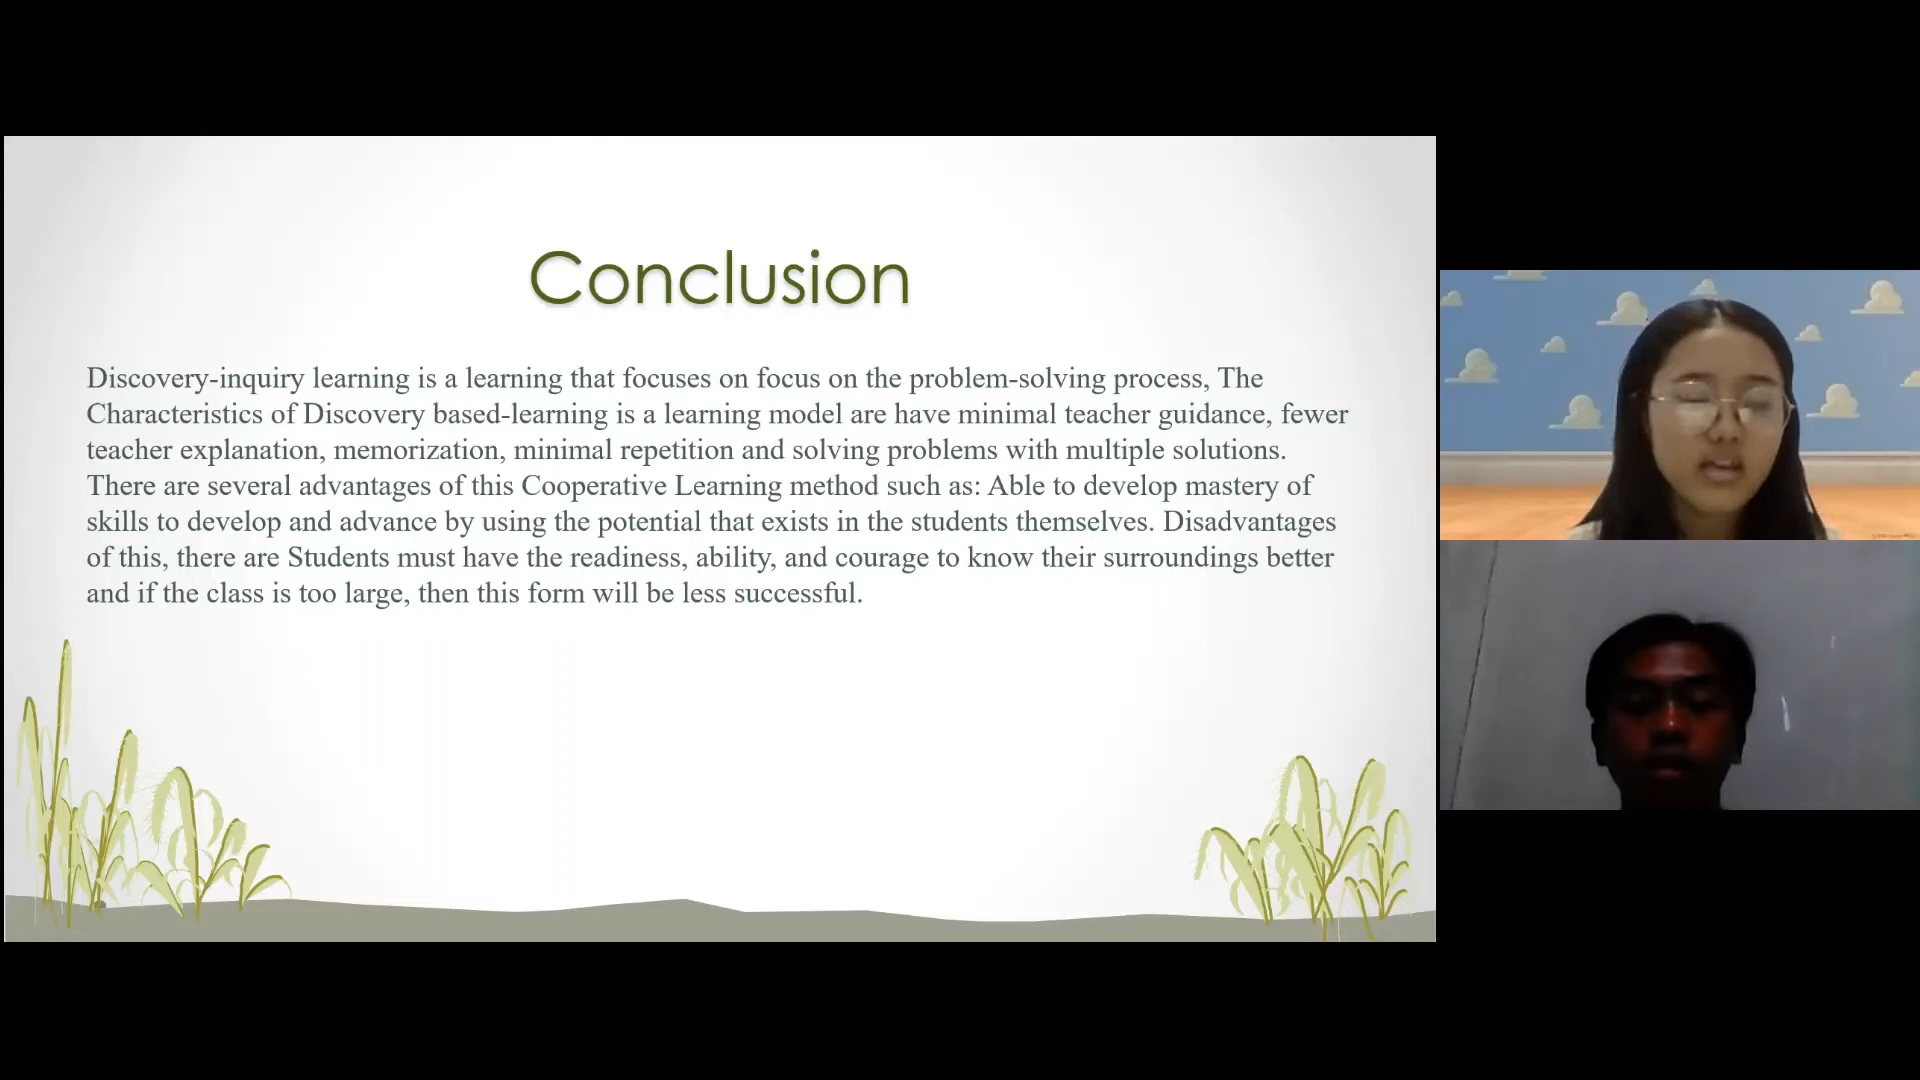 Conclusion
Discovery-inquiry learning is a learning that focuses on focus on the problem-solving process, The
Characteristics of Discovery based-learning is a learning model are have minimal teacher guidance, fewer
teacher explanation, memorization, minimal repetition and solving problems with multiple solutions.
There are several advantages of this Cooperative Learning method such as: Able to develop mastery of
skills to develop and advance by using the potential that exists in the students themselves. Disadvantages
of this, there are Students must have the readiness, ability, and courage to know their surroundings better
and if the class is too large, then this form will be less successful.